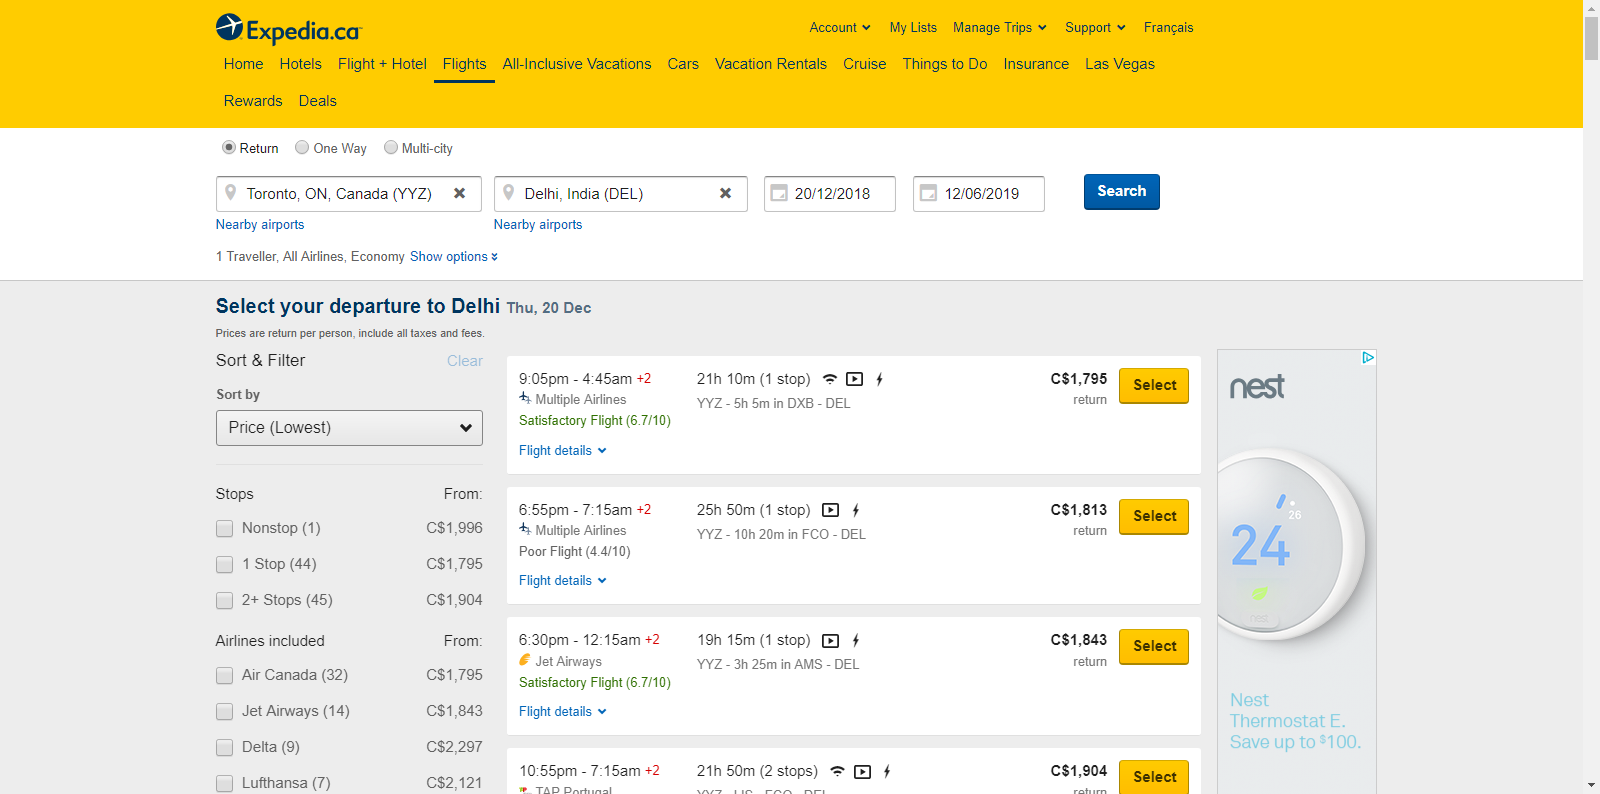 Expedia.ca
Account My Lists Manage Trips Support Français
Home Hotels Flight + Hotel Flights All-Inclusive Vacations Cars Vacation Rentals Cruise Things to Do Insurance Las Vegas
Rewards Deals
Return One Way Multi-city
Toronto, ON, Canada (YYZ) Delhi, India (DEL) 20/12/2018 12/06/2019 Search
Nearby airports Nearby airports
1 Traveller, All Airlines, Economy Show options
Select your departure to Delhi Thu, 20 Dec
Prices are return per person, include all taxes and fees.
Sort & Filter Clear
Sort by
Price (Lowest)
Stops From:
Nonstop (1) C$1,996
1 Stop (44) C$1,795
2+ Stops (45) C$1,904
Airlines included From:
Air Canada (32) C$1,795
Jet Airways (14) C$1,843
Delta (9) C$2,297
Lufthansa (7) C$2,121
9:05pm - 4:45am +2 21h 10m (1 stop) C$1,795 Select
Multiple Airlines YYZ - 5h 5m in DXB - DEL return
Satisfactory Flight (6.7/10)
Flight details
6:55pm - 7:15am +2 25h 50m (1 stop) C$1,813 Select
Multiple Airlines YYZ - 10h 20m in FCO - DEL return
Poor Flight (4.4/10)
Flight details
6:30pm - 12:15am +2 19h 15m (1 stop) C$1,843 Select
Jet Airways YYZ - 3h 25m in AMS - DEL return
Satisfactory Flight (6.7/10)
Flight details
10:55pm - 7:15am +2 21h 50m (2 stops) C$1,904 Select
TAP Portugal YYZ - LIS - FCO - DEL return
nest
26
24
nest
Nest
Thermostat E.
Save up to $100.